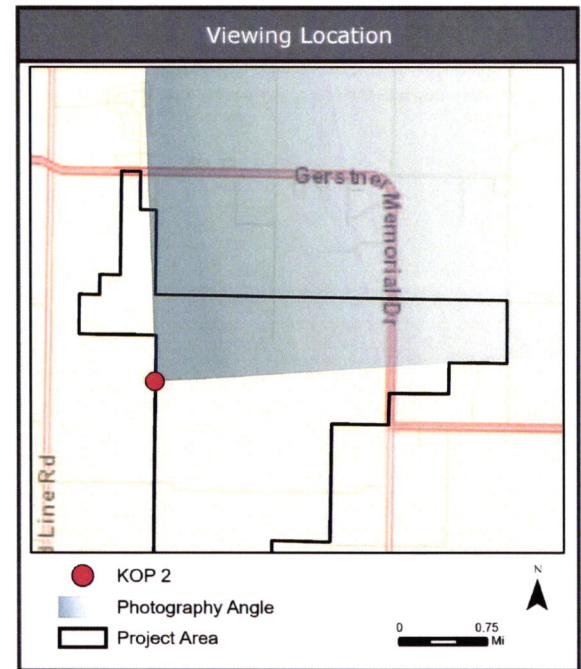 Viewing Location
Gerstner Memorial Dr
d Line Rd
KOP 2
Photography Angle
Project Area
N
0 0.75
Mi